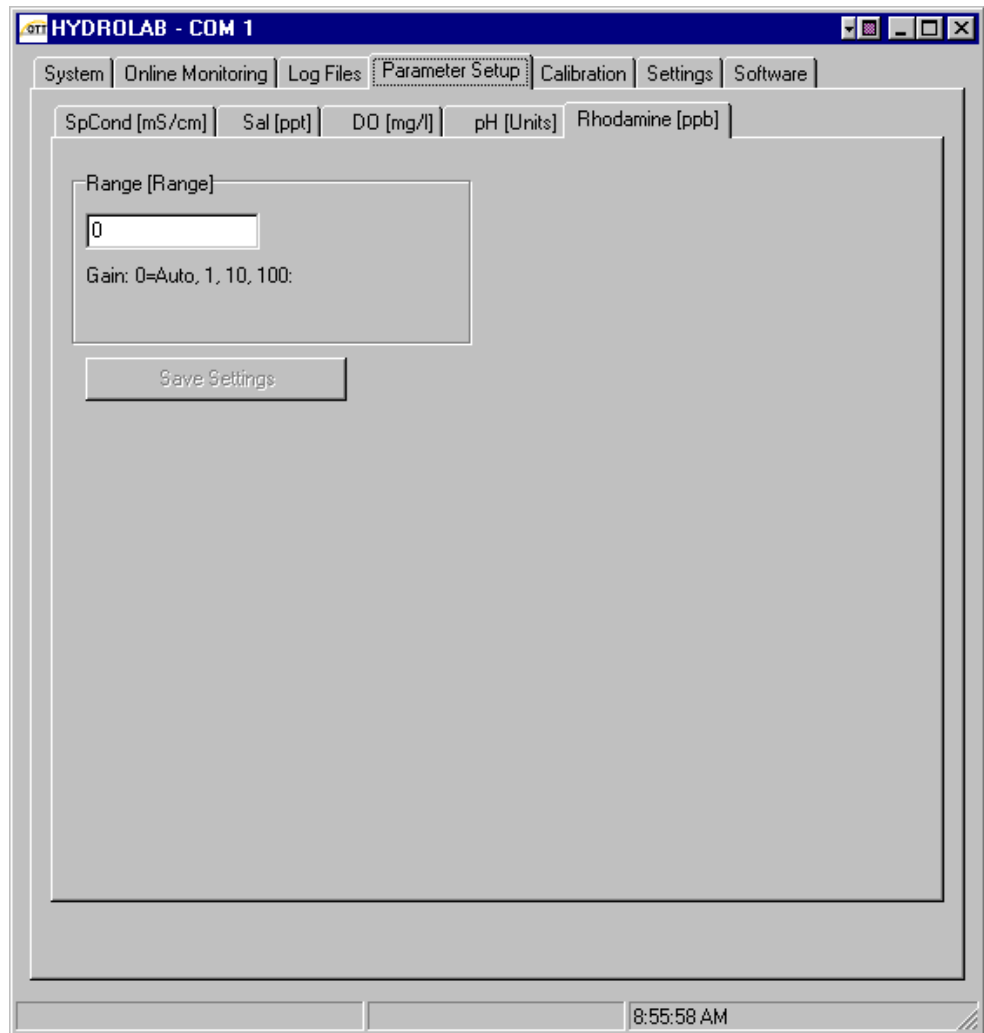 OTT HYDROLAB - COM 1
System Online Monitoring Log Files Parameter Setup Calibration Settings Software
SpCond [mS/cm] Sal [ppt] DO [mg/l] pH [Units] Rhodamine [ppb]
Range [Range]
0
Gain: 0=Auto, 1, 10, 100:
Save Settings
8:55:58 AM